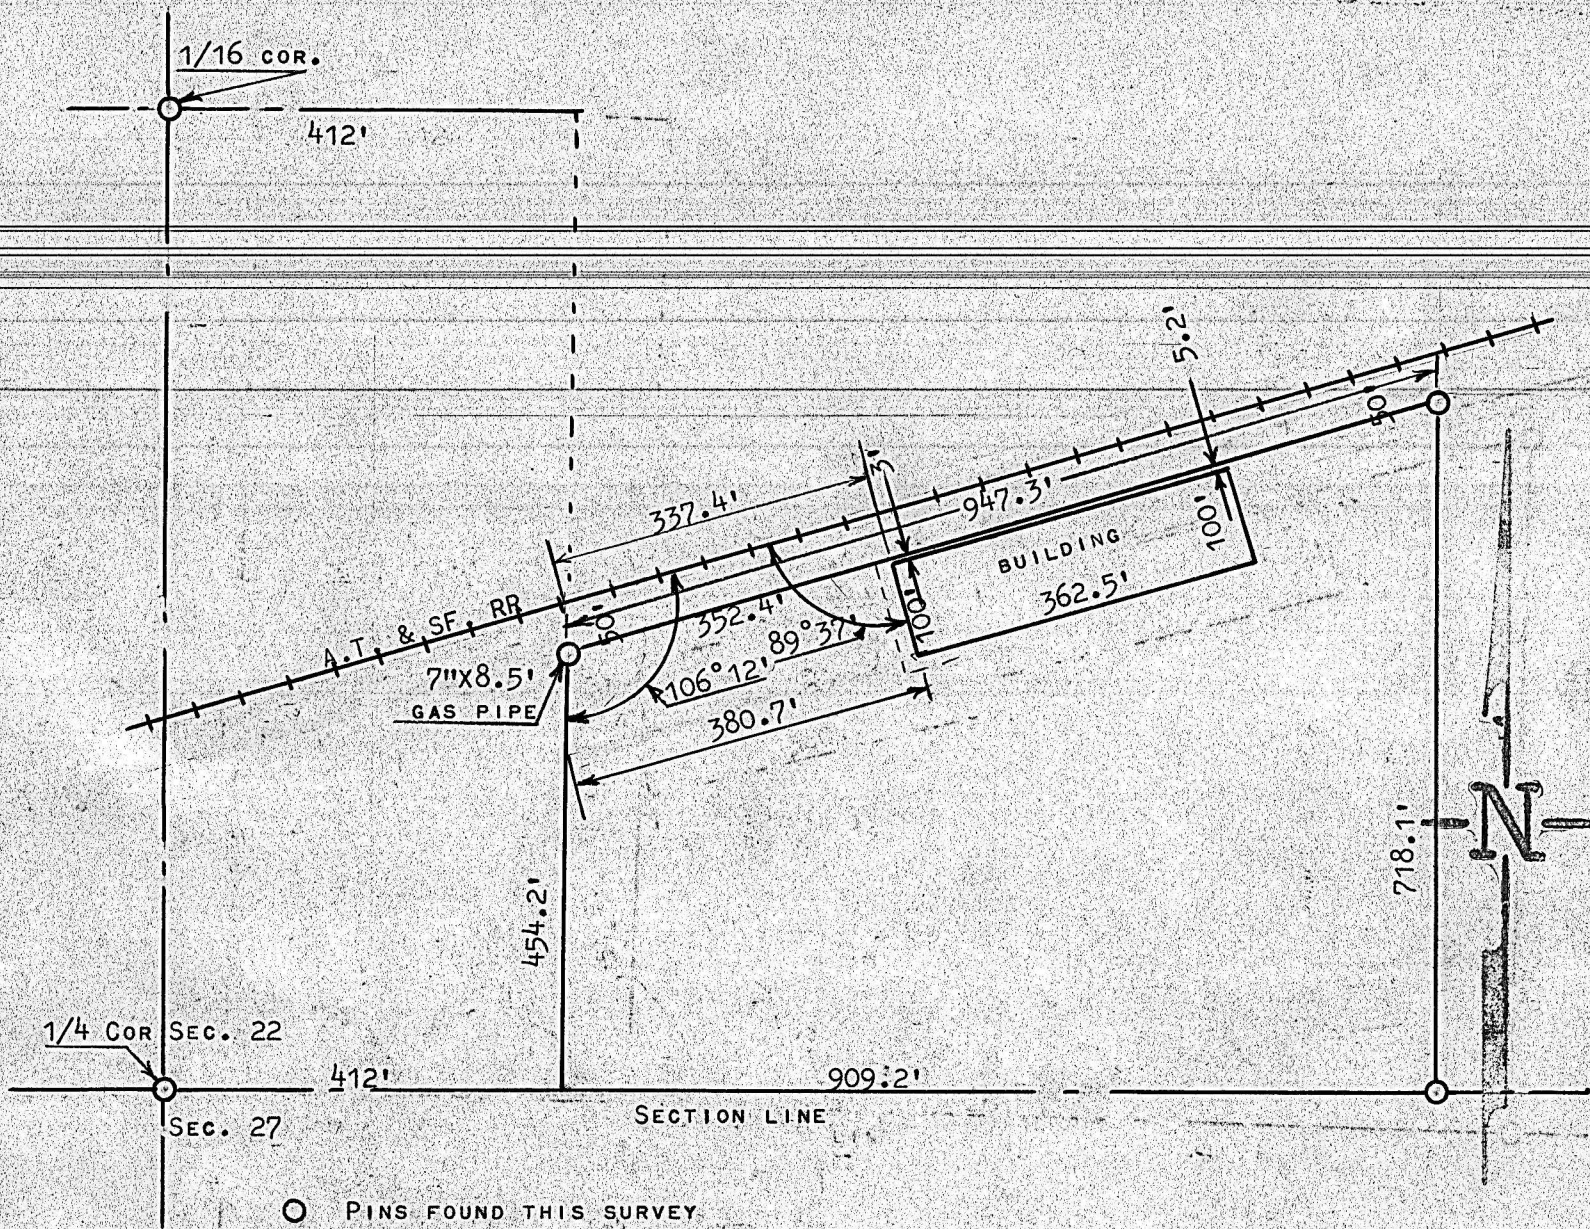 1/16 COR.
412'
5.2'
50'
3'
337.4'
947.3'
100'
BUILDING
362.5'
A.T. & SF. RR
50'
352.4'
100'
89°37'
106°12'
7"X8.5'
GAS PIPE
380.7'
N
718.1'
454.2'
1/4 COR SEC. 22
412'
909.2'
SECTION LINE
SEC. 27
PINS FOUND THIS SURVEY